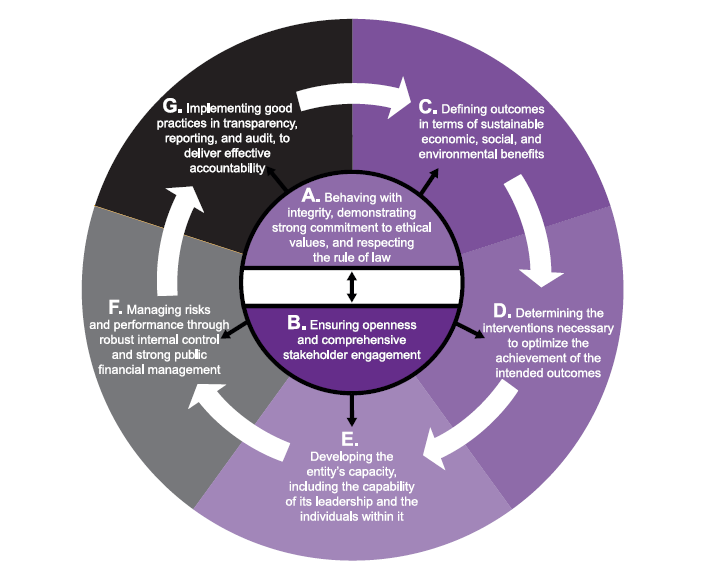 A. Behaving with
integrity, demonstrating
strong commitment to ethical
values, and respecting
the rule of law
B. Ensuring openness
and comprehensive
stakeholder engagement
C. Defining outcomes
in terms of sustainable
economic, social, and
environmental benefits
D. Determining the
interventions necessary
to optimize the
achievement of the
intended outcomes
E.
Developing the
entity's capacity,
including the capability
of its leadership and the
individuals within it
F. Managing risks
and performance through
robust internal control
and strong public
financial management
G. Implementing good
practices in transparency,
reporting, and audit, to
deliver effective
accountability